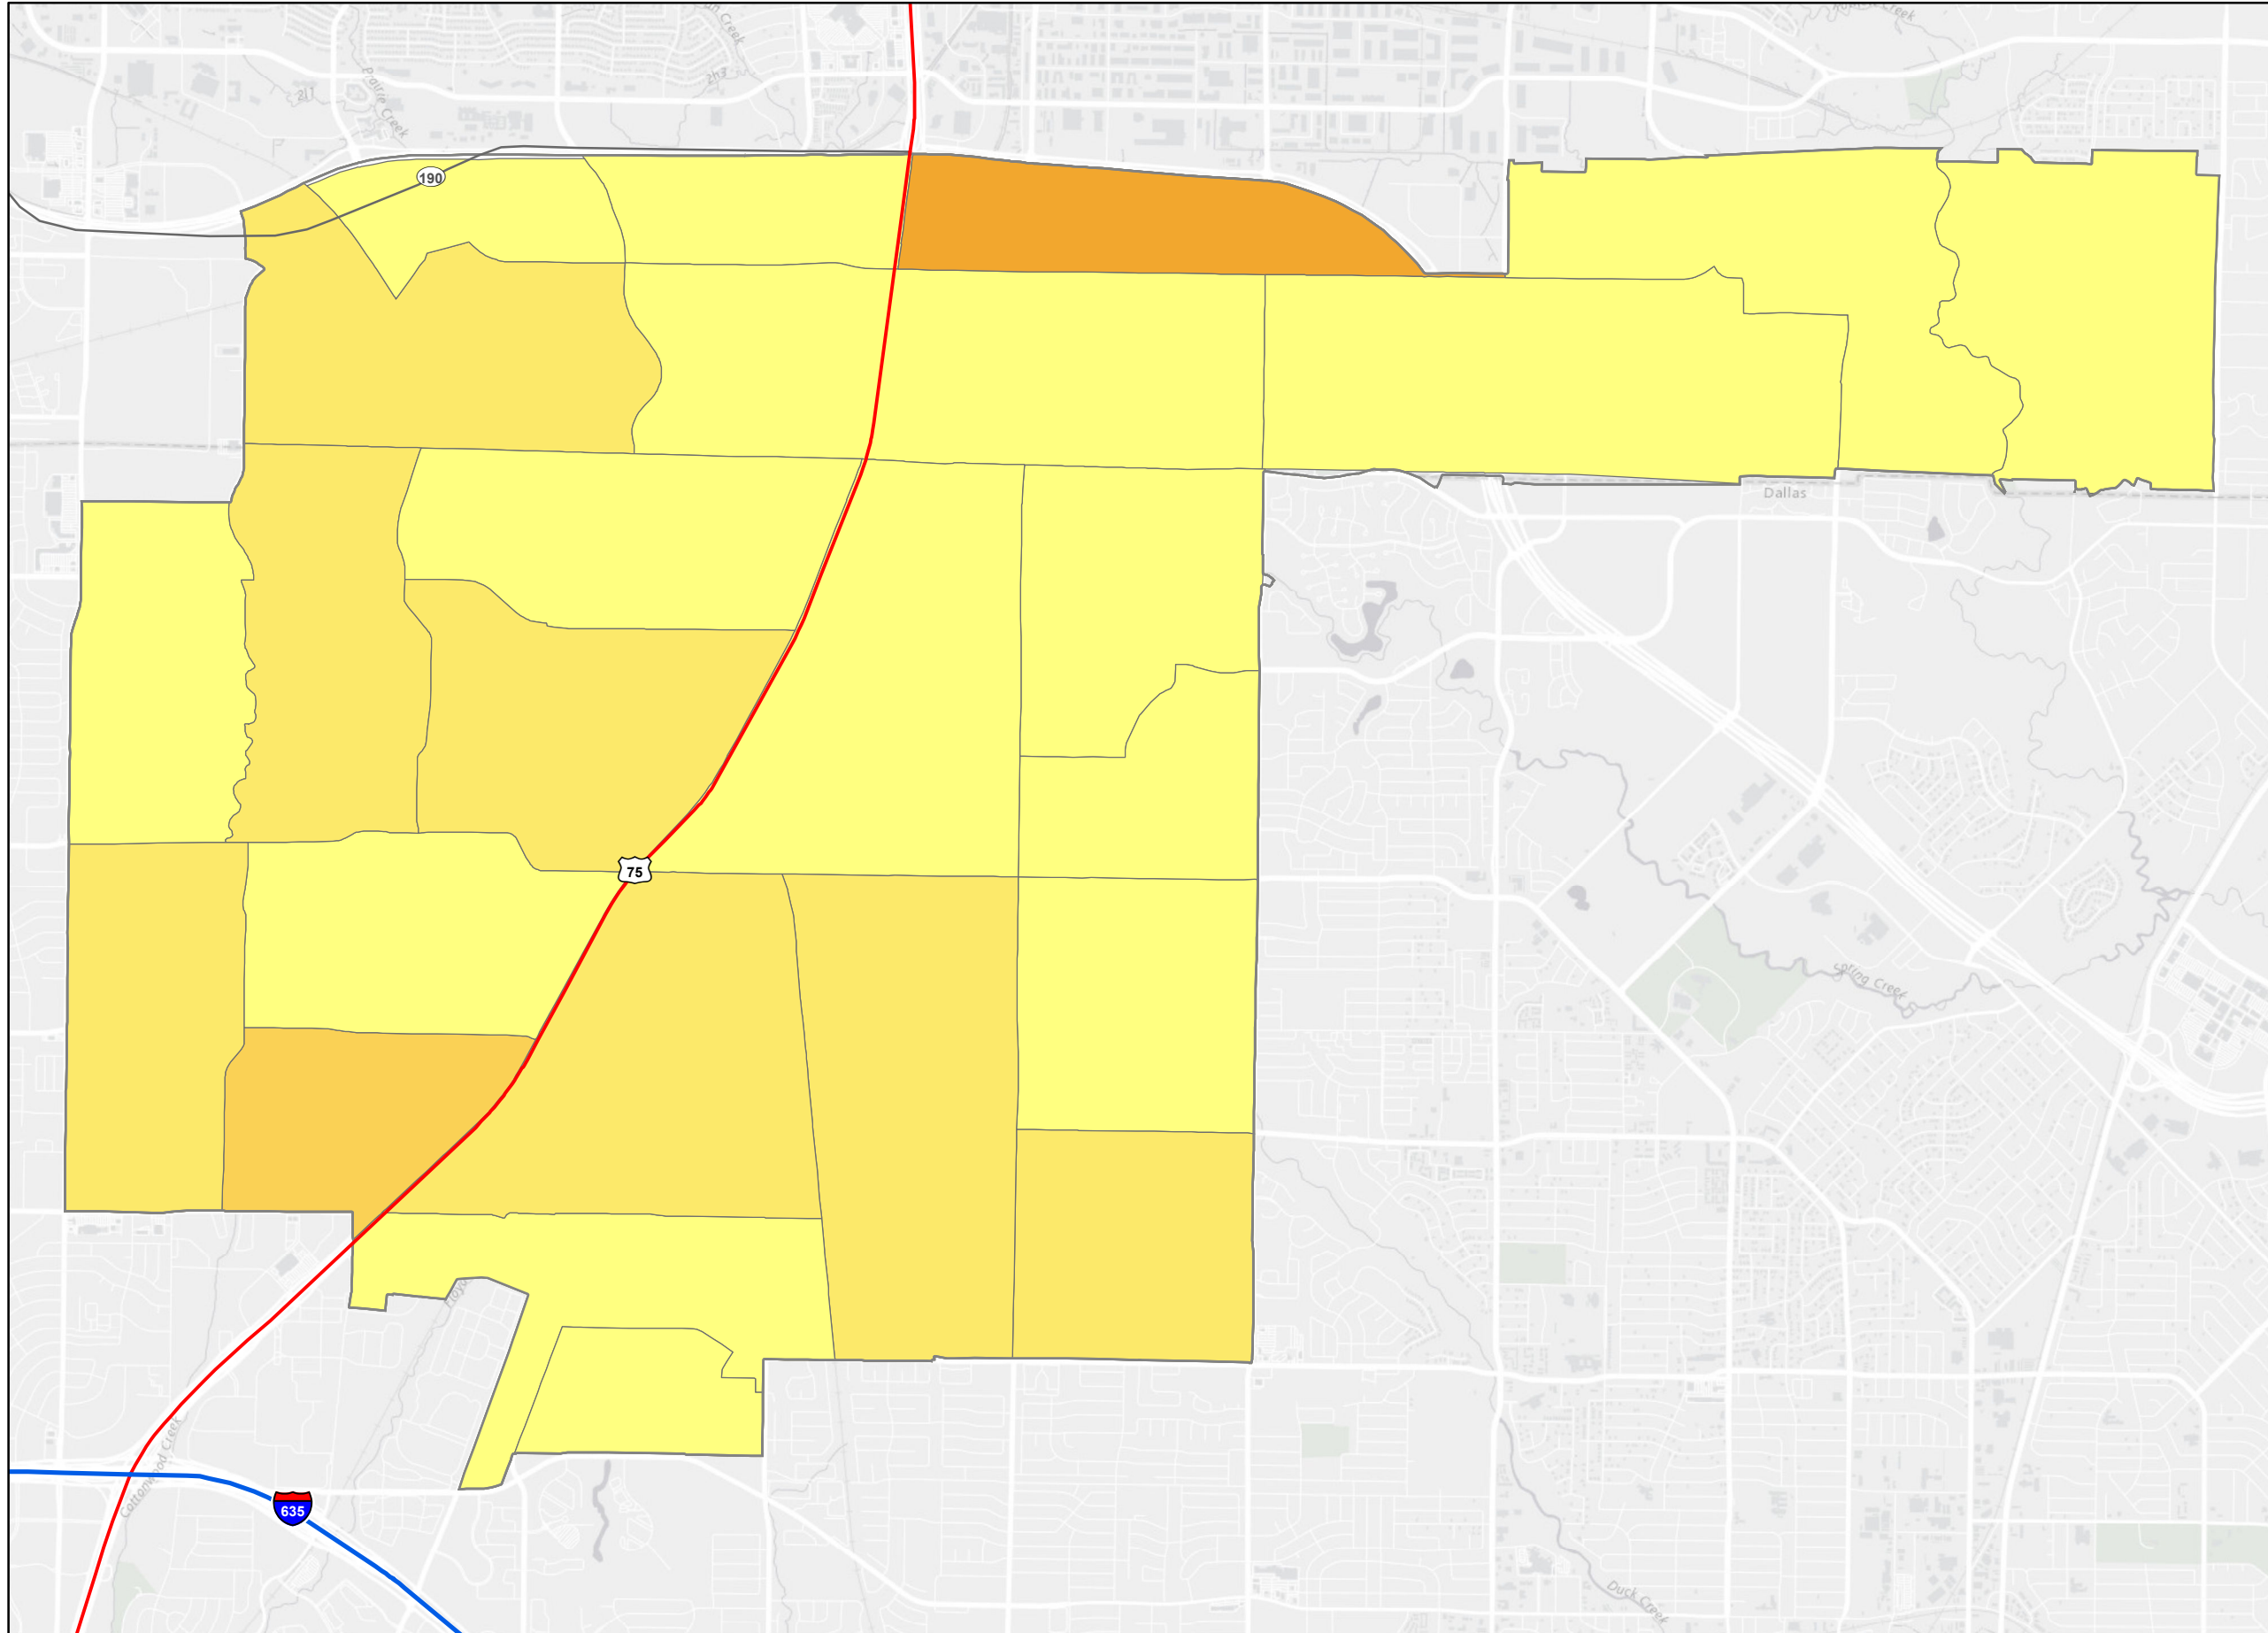 Prairie Creek
190
Dallas
75
Spring Creek
635
Cottonwood Creek
Duck Creek